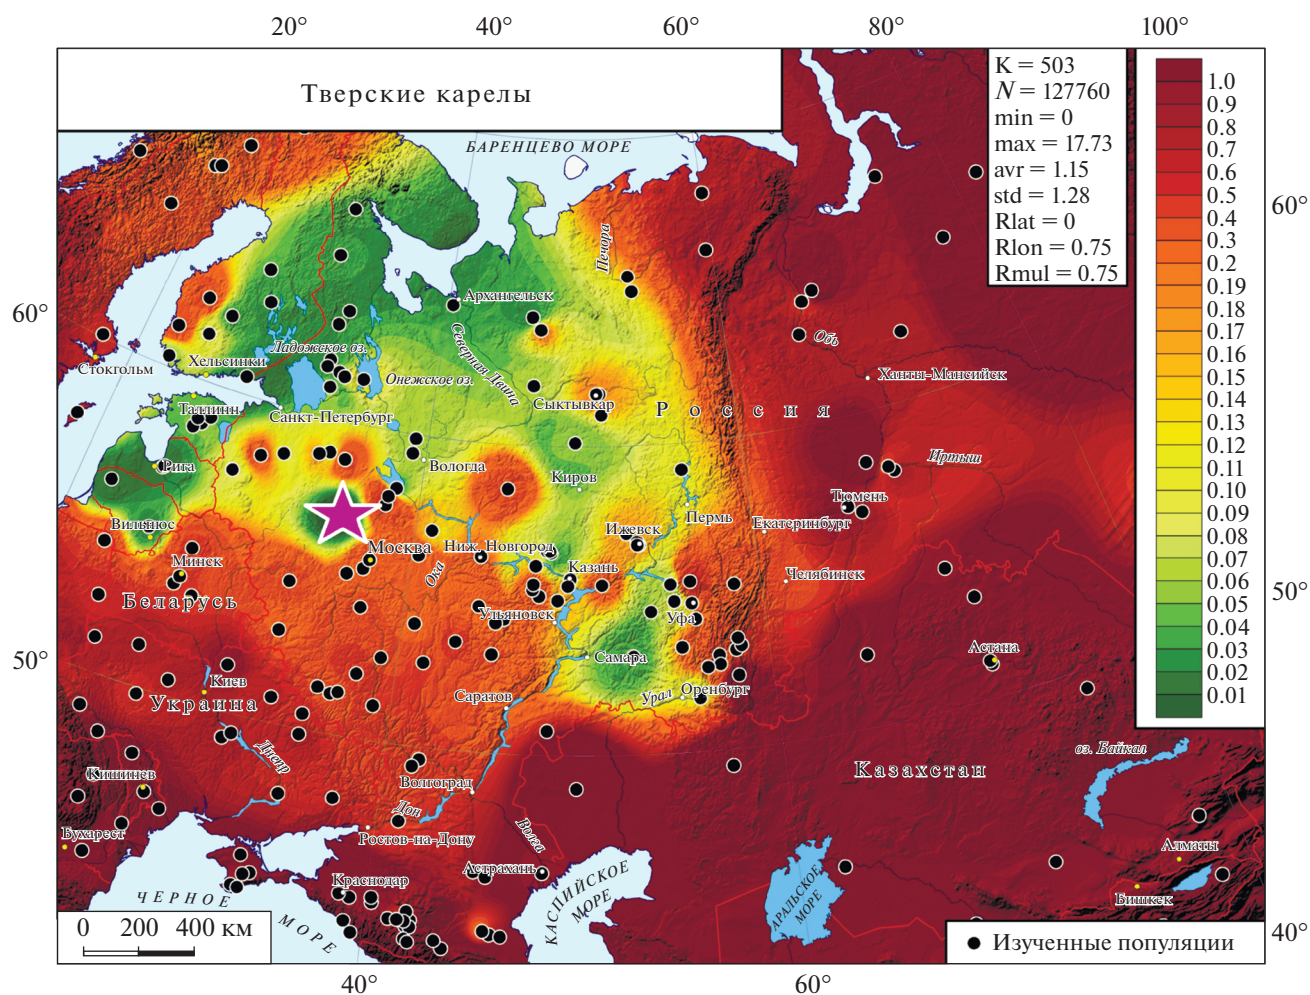 20°
40°
60°
80°
100°
Тверские карелы
K = 503
N = 127760
min = 0
max = 17.73
avr = 1.15
std = 1.28
Rlat = 0
Rlon = 0.75
Rmul = 0.75
1.0
0.9
0.8
0.7
0.6
0.5
0.4
0.3
0.2
0.19
0.18
0.17
0.16
0.15
0.14
0.13
0.12
0.11
0.10
0.09
0.08
0.07
0.06
0.05
0.04
0.03
0.02
0.01
БАРЕНЦЕВО МОРЕ
60°
60°
Печора
Архангельск
Северная Двина
Обь
Ладожское оз.
Хельсинки
Стокгольм
Онежское оз.
Ханты-Мансийск
Таллинн
Санкт-Петербург
Сыктывкар
Россия
Рига
Вологда
Киров
Иртыш
Тюмень
Вильнюс
Пермь
Екатеринбург
Ижевск
Москва
Ниж. Новгород
Минск
Ока
Казань
Челябинск
50°
Беларусь
Ульяновск
Уфа
Астана
50°
Самара
Киев
Украина
Саратов
Урал
Оренбург
Днепр
оз. Байкал
Кишинев
Волгоград
Казахстан
Дон
Бухарест
Ростов-на-Дону
Волга
Алматы
Астрахань
Краснодар
Бишкек
ЧЕРНОЕ
МОРЕ
КАСПИЙСКОЕ
МОРЕ
АРАЛЬСКОЕ
МОРЕ
0 200 400 км
Изученные популяции
40°
40°
60°